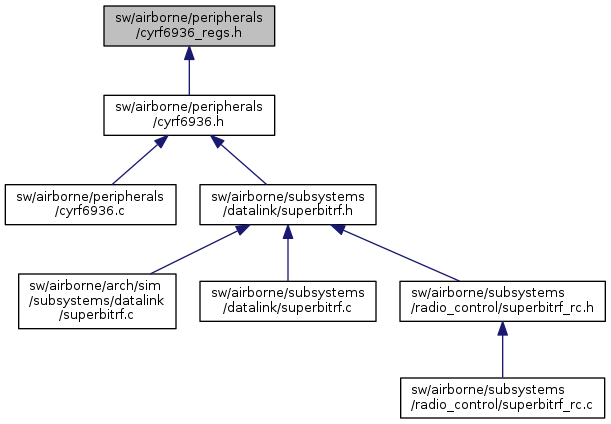 sw/airborne/peripherals
/cyrf6936_regs.h
sw/airborne/peripherals
/cyrf6936.h
sw/airborne/peripherals
/cyrf6936.c
sw/airborne/subsystems
/datalink/superbitrf.h
sw/airborne/arch/sim
/subsystems/datalink
/superbitrf.c
sw/airborne/subsystems
/datalink/superbitrf.c
sw/airborne/subsystems
/radio_control/superbitrf_rc.h
sw/airborne/subsystems
/radio_control/superbitrf_rc.c